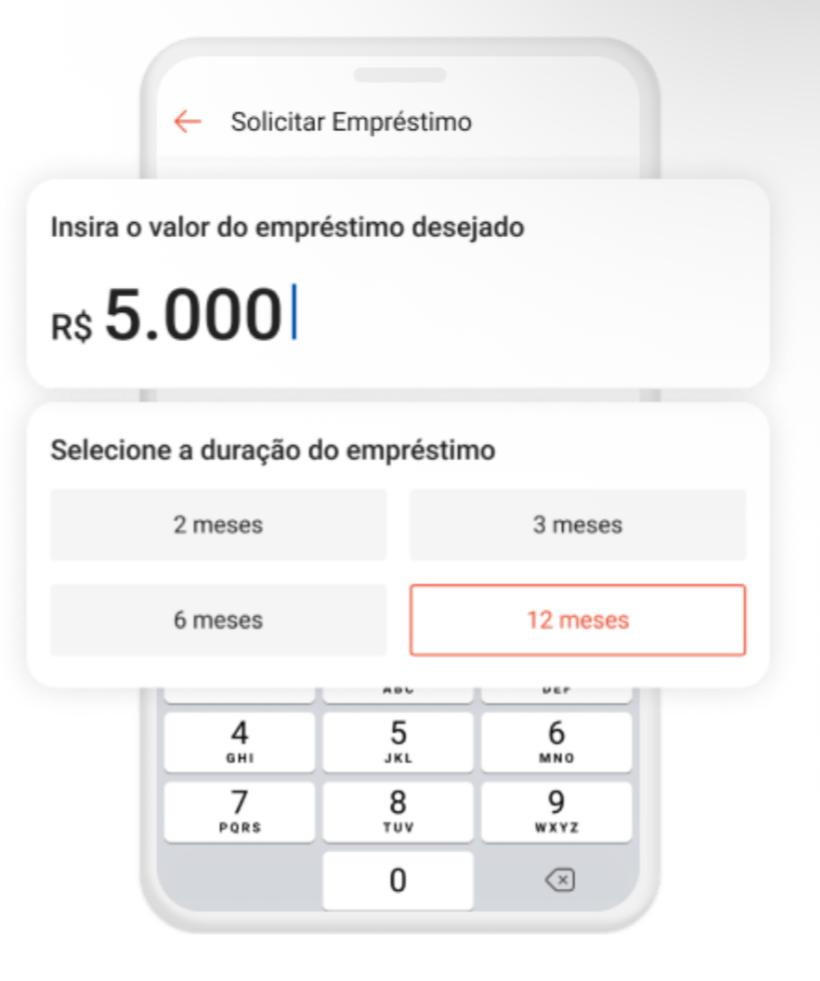 Solicitar Empréstimo
Insira o valor do empréstimo desejado
R$ 5.000
Selecione a duração do empréstimo
2 meses 3 meses
6 meses 12 meses
ABC DEF
4 5 6
GHI JKL MNO
7 8 9
PQRS TUV WXYZ
0